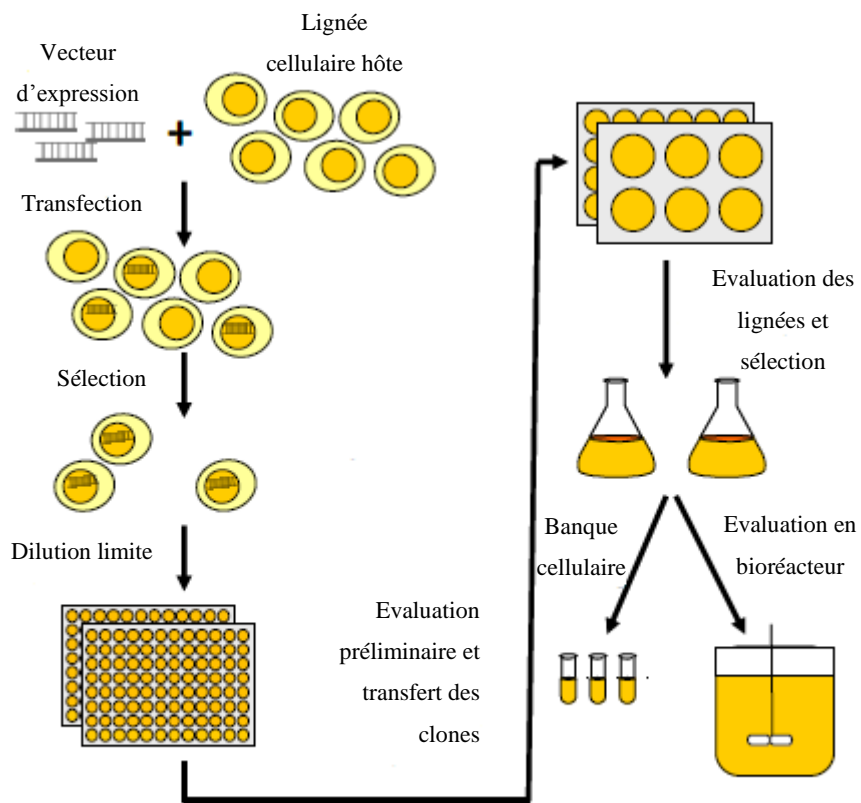 Vecteur
d’expression
Lignée
cellulaire hôte
+
Transfection
Sélection
Dilution limite
Evaluation
préliminaire et
transfert des
clones
Evaluation des
lignées et
sélection
Banque
cellulaire
Evaluation en
bioréacteur